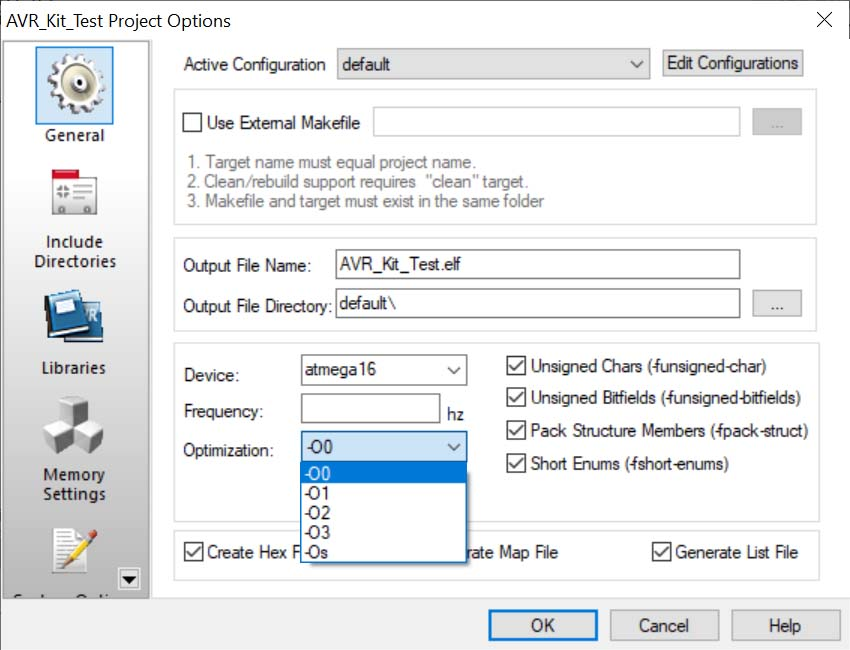 AVR_Kit_Test Project Options
General
Include
Directories
Libraries
Memory
Settings
Active Configuration default Edit Configurations
Use External Makefile ...
1. Target name must equal project name.
2. Clean/rebuild support requires "clean" target.
3. Makefile and target must exist in the same folder
Output File Name: AVR_Kit_Test.elf
Output File Directory: default\ ...
Device: atmega16
Frequency: hz
Optimization: -O0
-O0
-O1
-O2
-O3
-Os
Unsigned Chars (-funsigned-char)
Unsigned Bitfields (-funsigned-bitfields)
Pack Structure Members (-fpack-struct)
Short Enums (-fshort-enums)
Create Hex F
rate Map File
Generate List File
OK Cancel Help